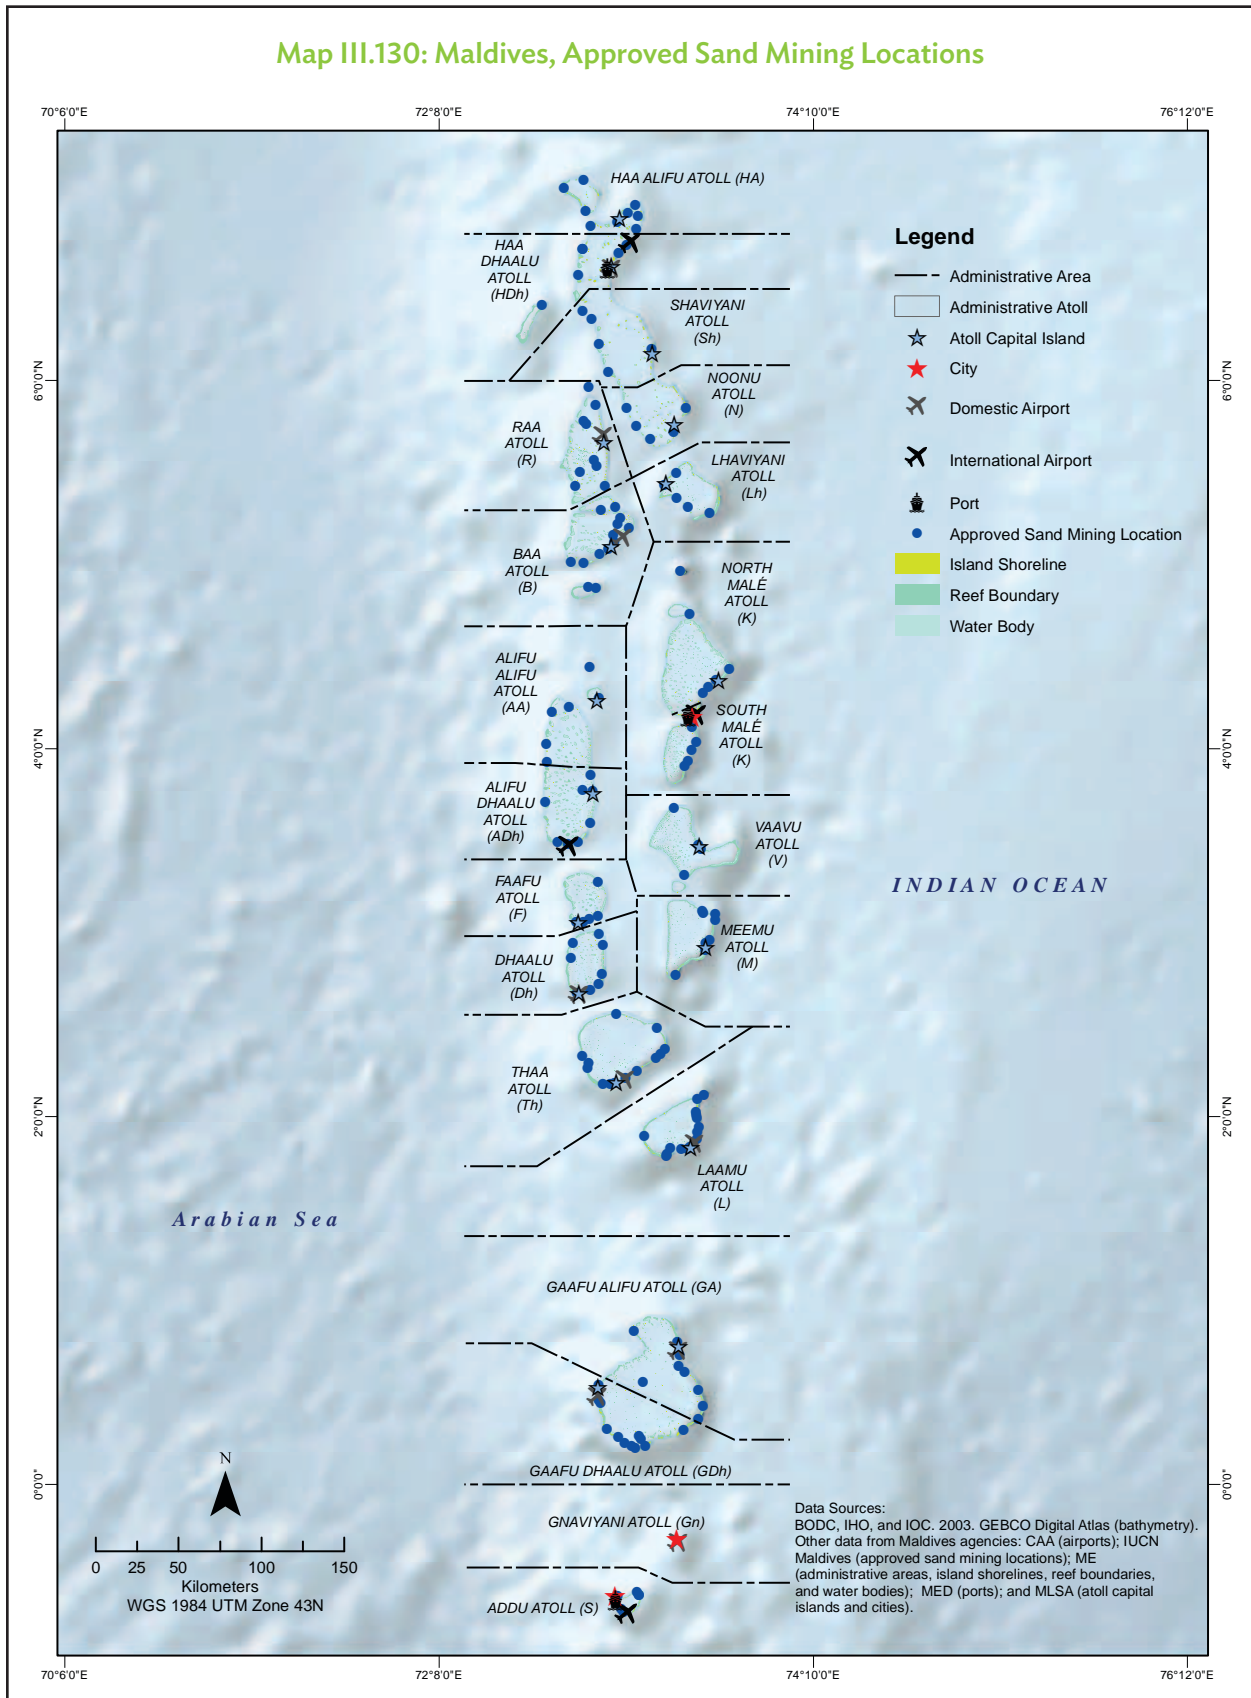 Map III.130: Maldives, Approved Sand Mining Locations
70°6'0"E
72°8'0"E
74°10'0"E
76°12'0"E
HAA ALIFU ATOLL (HA)
HAA
DHAALU
ATOLL
(HDh)
SHAVIYANI
ATOLL
(Sh)
6°0'0"N
6°0'0"N
NOONU
ATOLL
(N)
RAA
ATOLL
(R)
LHAVIYANI
ATOLL
(Lh)
BAA
ATOLL
(B)
NORTH
MALÉ
ATOLL
(K)
ALIFU
ALIFU
ATOLL
(AA)
SOUTH
MALÉ
ATOLL
(K)
4°0'0"N
4°0'0"N
ALIFU
DHAALU
ATOLL
(ADh)
VAAVU
ATOLL
(V)
FAAFU
ATOLL
(F)
MEEMU
ATOLL
(M)
DHAALU
ATOLL
(Dh)
THAA
ATOLL
(Th)
2°0'0"N
2°0'0"N
LAAMU
ATOLL
(L)
GAAFU ALIFU ATOLL (GA)
GAAFU DHAALU ATOLL (GDh)
0°0'0"
0°0'0"
GNAVIYANI ATOLL (Gn)
ADDU ATOLL (S)
Legend
Administrative Area
Administrative Atoll
Atoll Capital Island
City
Domestic Airport
International Airport
Port
Approved Sand Mining Location
Island Shoreline
Reef Boundary
Water Body
INDIAN OCEAN
Arabian Sea
N
0 25 50 100 150
Kilometers
WGS 1984 UTM Zone 43N
Data Sources:
BODC, IHO, and IOC. 2003. GEBCO Digital Atlas (bathymetry).
Other data from Maldives agencies: CAA (airports); IUCN
Maldives (approved sand mining locations); ME
(administrative areas, island shorelines, reef boundaries,
and water bodies); MED (ports); and MLSA (atoll capital
islands and cities).
70°6'0"E
72°8'0"E
74°10'0"E
76°12'0"E